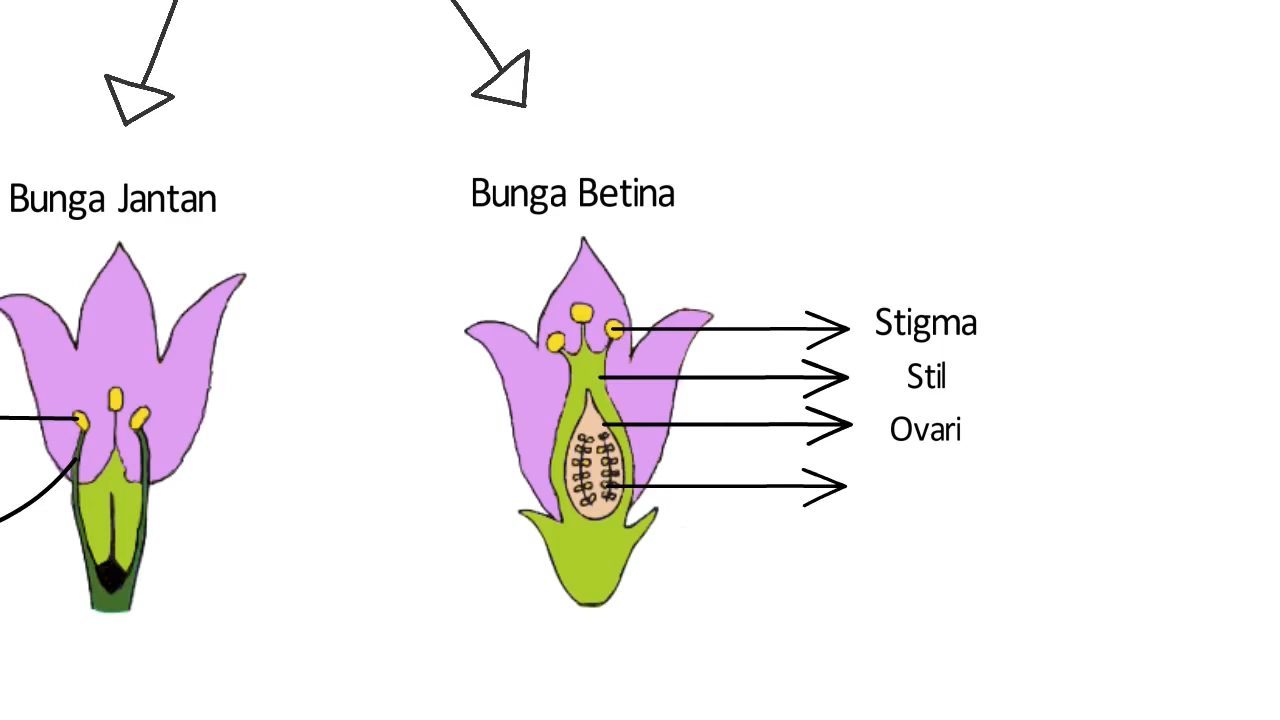 Bunga Jantan
Bunga Betina
Stigma
Stil
Ovari